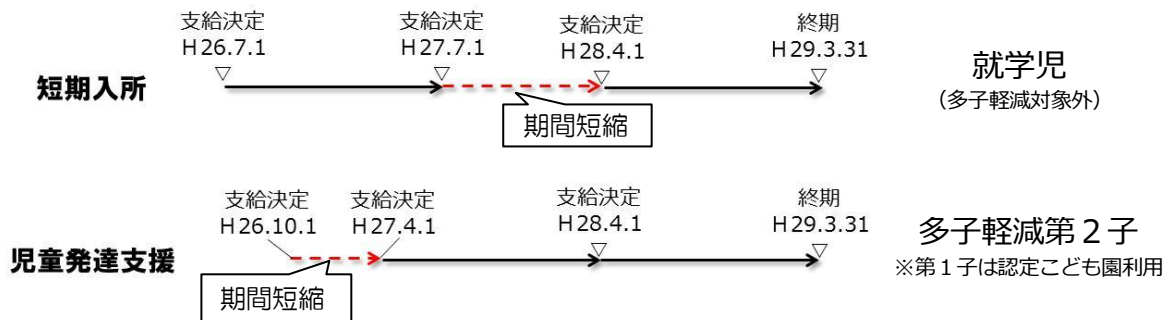 支給決定
H26.7.1
支給決定
H27.7.1
支給決定
H28.4.1
終期
H29.3.31
短期入所
期間短縮
就学児
(多子軽減対象外)
支給決定
H26.10.1
支給決定
H27.4.1
支給決定
H28.4.1
終期
H29.3.31
児童発達支援
期間短縮
多子軽減第2子
※第1子は認定こども園利用